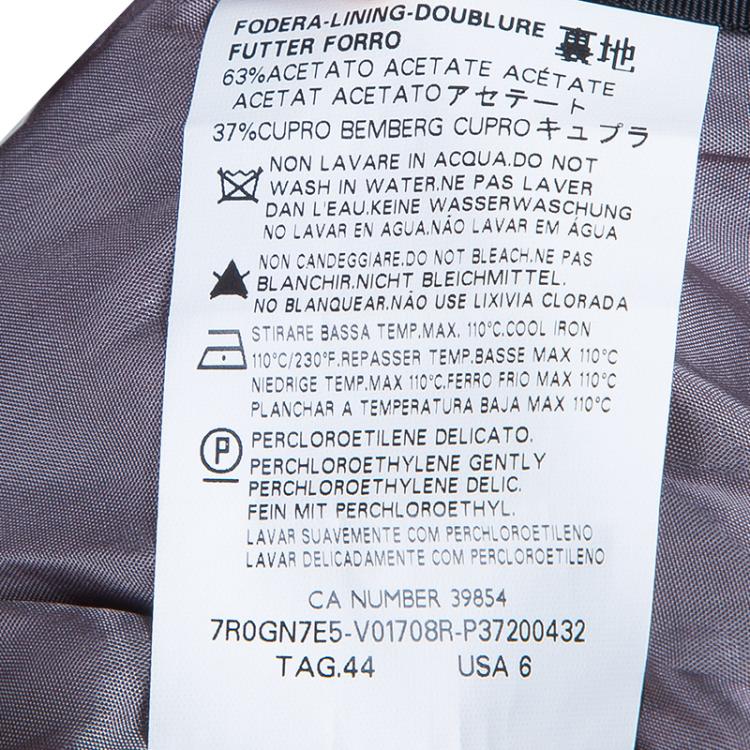 FODERA-LINING-DOUBLURE
FUTTER FORRO 裏地
63%ACETATO ACETATE ACÉTATE
ACETAT ACETATOアセテート
37%CUPRO BEMBERG CUPROキュプラ
NON LAVARE IN ACQUA.DO NOT
WASH IN WATER.NE PAS LAVER
DAN L'EAU.KEINE WASSERWASCHUNG
NO LAVAR EN AGUA.NÃO LAVAR EM ÁGUA
NON CANDEGGIARE.DO NOT BLEACH.NE PAS
BLANCHIR.NICHT BLEICHMITTEL.
NO BLANQUEAR.NÃO USE LIXIVIA CLORADA
STIRARE BASSA TEMP.MAX. 110°C.COOL IRON
110°C/230°F.REPASSER TEMP.BASSE MAX 110°C
NIEDRIGE TEMP.MAX 110°C.FERRO FRIO MAX 110°C
PLANCHAR A TEMPERATURA BAJA MAX 110°C
P PERCLOROETILENE DELICATO.
PERCHLOROETHYLENE GENTLY
PERCHLOROETHYLENE DELIC.
FEIN MIT PERCHLOROETHYL.
LAVAR SUAVEMENTE COM PERCHLOROETILENO
LAVAR DELICADAMENTE COM PERCLOROETILENO
CA NUMBER 39854
7R0GN7E5-V01708R-P37200432
TAG.44 USA 6